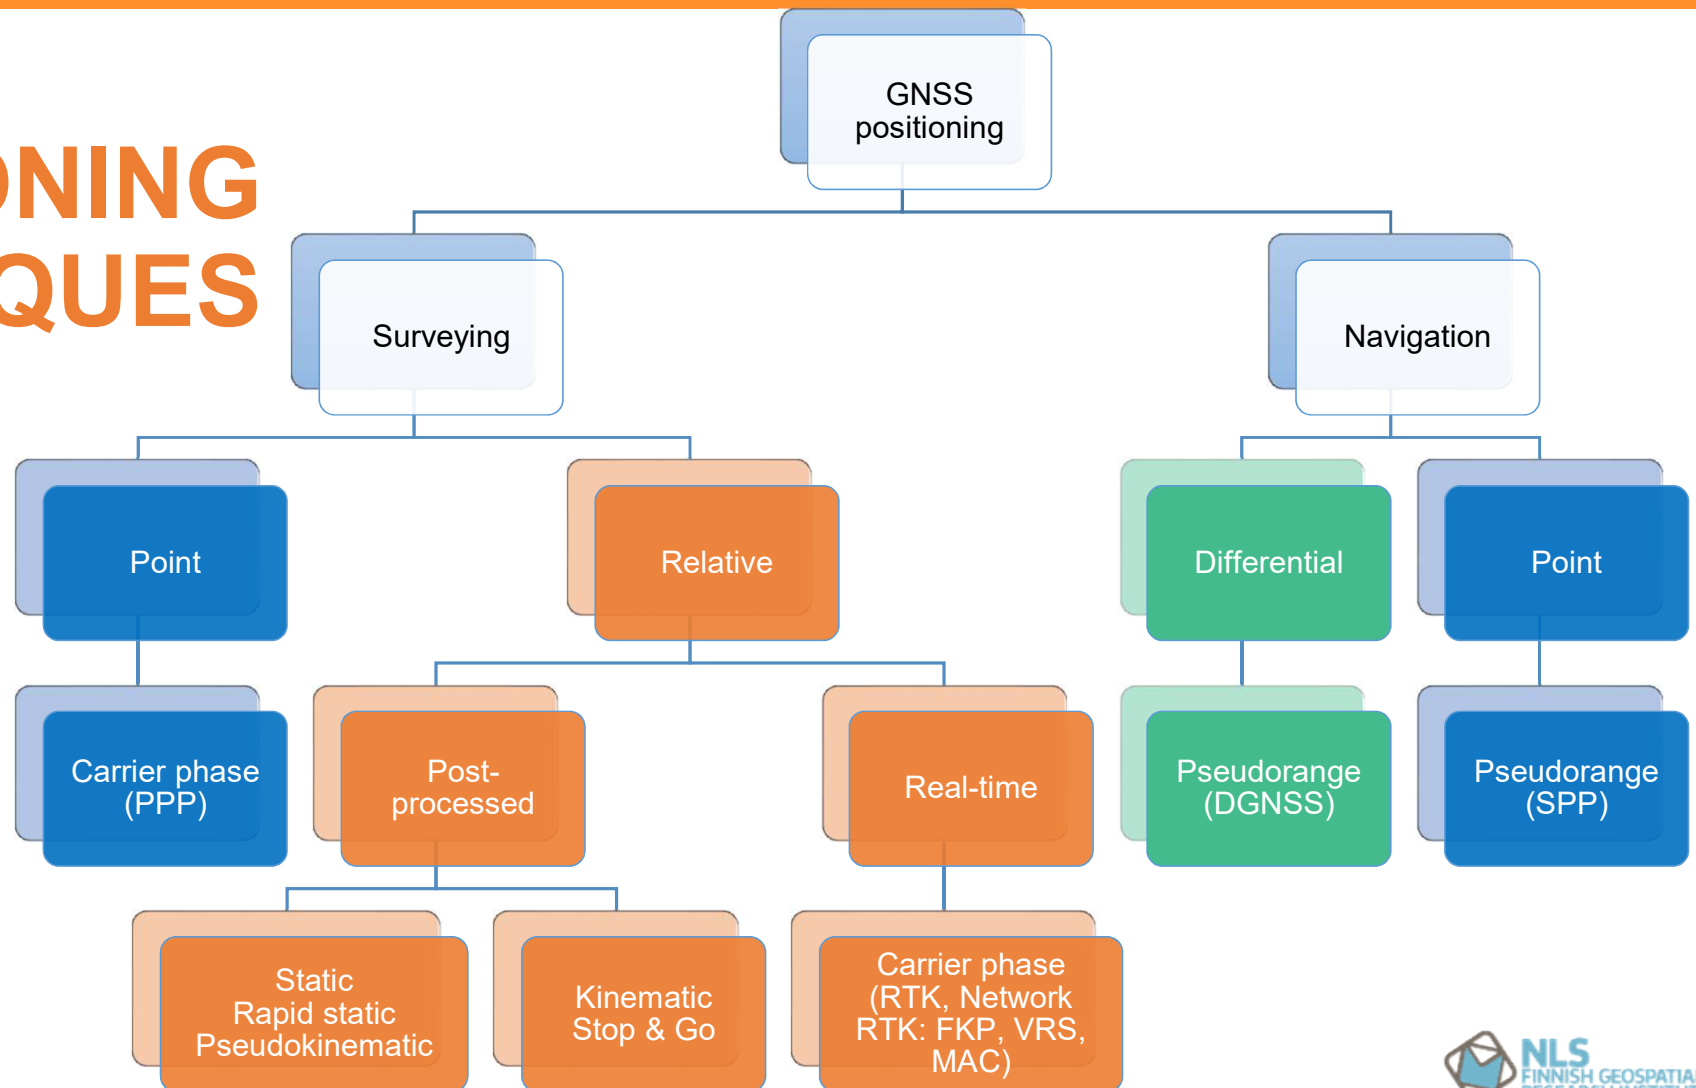 GNSS
positioning
ONING
QUES
Surveying
Navigation
Point
Relative
Differential
Point
Carrier phase
(PPP)
Post-
processed
Real-time
Pseudorange
(DGNSS)
Pseudorange
(SPP)
Static
Rapid static
Pseudokinematic
Kinematic
Stop & Go
Carrier phase
(RTK, Network
RTK: FKP, VRS,
MAC)
NLS
FINNISH GEOSPATIA